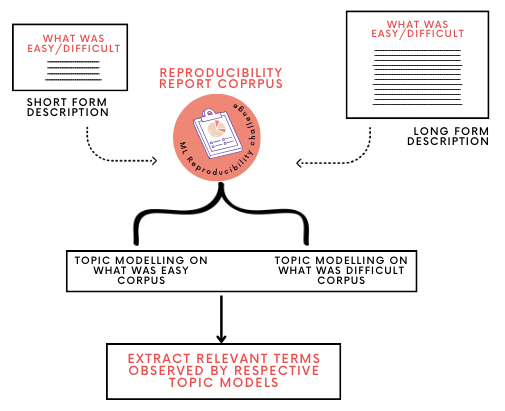 WHAT WAS
EASY/DIFFICULT
SHORT FORM
DESCRIPTION
WHAT WAS
EASY/DIFFICULT
LONG FORM
DESCRIPTION
REPRODUCIBILITY
REPORT COPRPUS
ML Reproducibility challenge
TOPIC MODELLING ON
WHAT WAS EASY
CORPUS
TOPIC MODELLING ON
WHAT WAS DIFFICULT
CORPUS
EXTRACT RELEVANT TERMS
OBSERVED BY RESPECTIVE
TOPIC MODELS